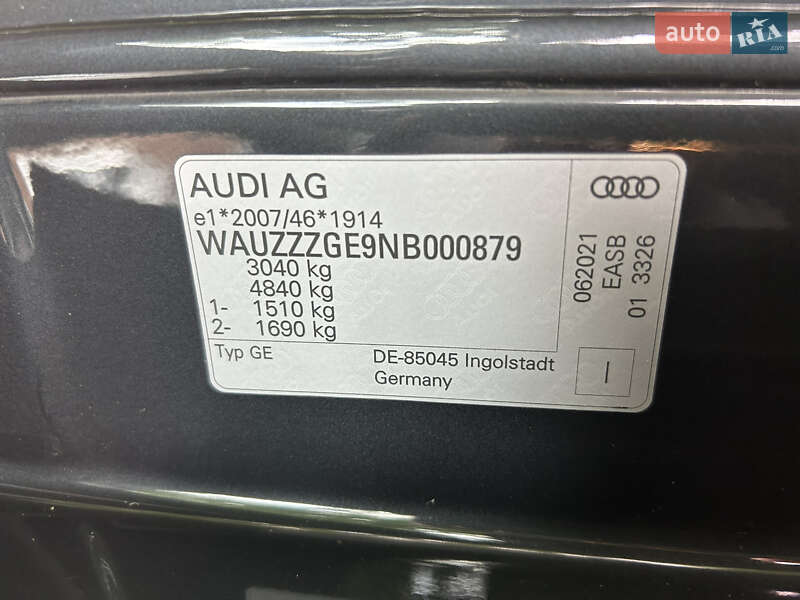 auto RIA.com
AUDI AG
e1*2007/46*1914
WAUZZZGE9NB000879
3040 kg
4840 kg
1- 1510 kg
2- 1690 kg
Typ GE
DE-85045 Ingolstadt
Germany
062021
EASB
01 3326
I